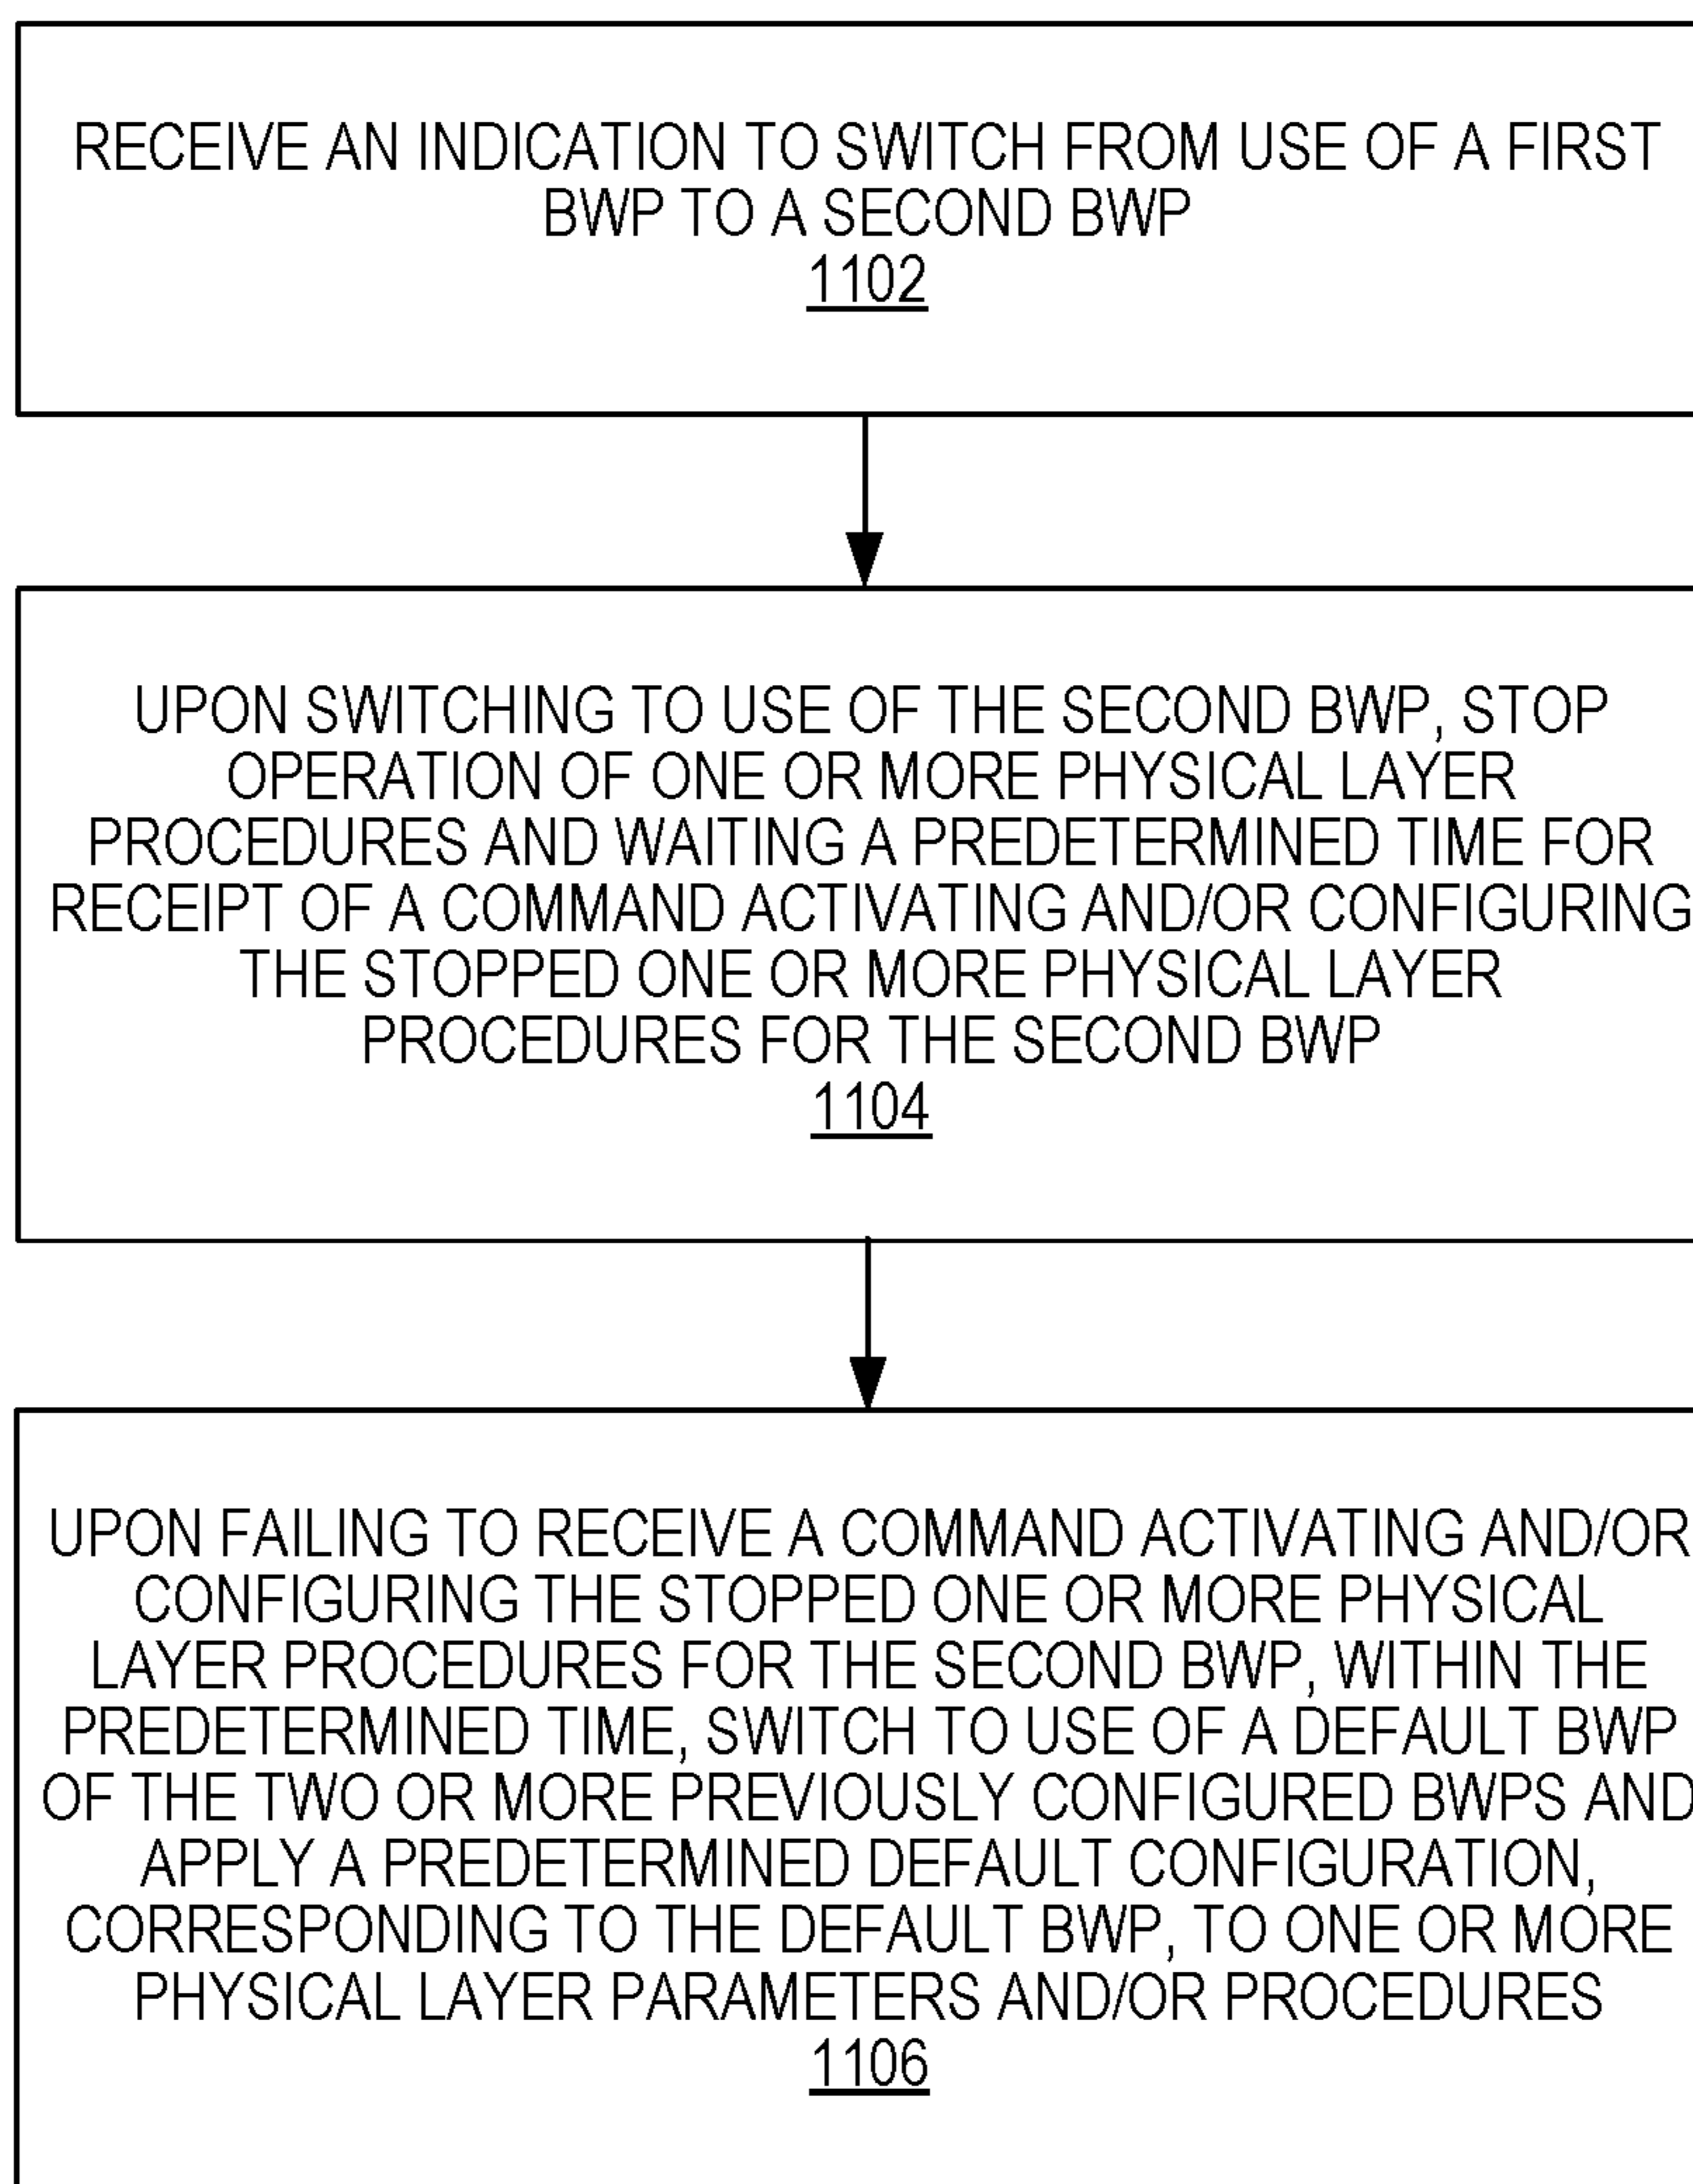 RECEIVE AN INDICATION TO SWITCH FROM USE OF A FIRST
BWP TO A SECOND BWP
1102
UPON SWITCHING TO USE OF THE SECOND BWP, STOP
OPERATION OF ONE OR MORE PHYSICAL LAYER
PROCEDURES AND WAITING A PREDETERMINED TIME FOR
RECEIPT OF A COMMAND ACTIVATING AND/OR CONFIGURING
THE STOPPED ONE OR MORE PHYSICAL LAYER
PROCEDURES FOR THE SECOND BWP
1104
UPON FAILING TO RECEIVE A COMMAND ACTIVATING AND/OR
CONFIGURING THE STOPPED ONE OR MORE PHYSICAL
LAYER PROCEDURES FOR THE SECOND BWP, WITHIN THE
PREDETERMINED TIME, SWITCH TO USE OF A DEFAULT BWP
OF THE TWO OR MORE PREVIOUSLY CONFIGURED BWPS AND
APPLY A PREDETERMINED DEFAULT CONFIGURATION,
CORRESPONDING TO THE DEFAULT BWP, TO ONE OR MORE
PHYSICAL LAYER PARAMETERS AND/OR PROCEDURES
1106